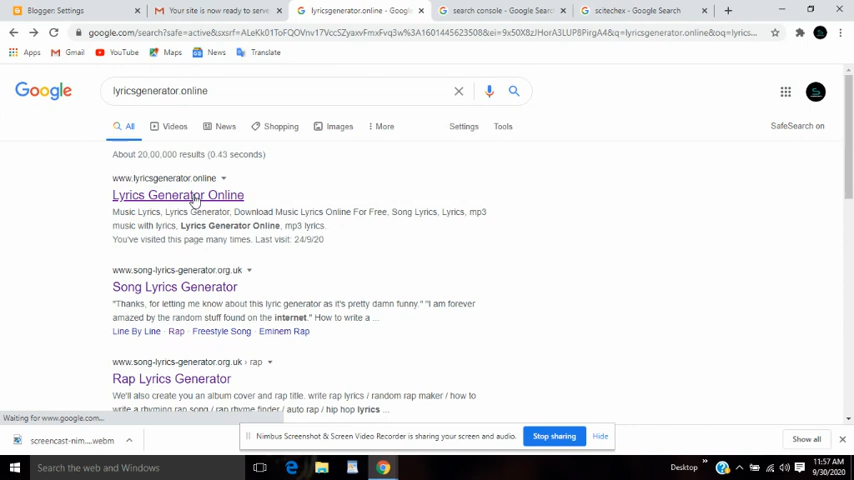 Blogger: Settings
Your site is now ready to serve
lyricsgenerator.online - Google
search console - Google Search
scitechex - Google Search
google.com/search?safe=active&sxsrf=ALeKk01ToFQOVnv17VccSZyaxvFmxFvq3w%3A1601445623508&ei=9x50X8zJHorA3LUP8PirgA4&q=lyricsgenerator.online&oq=lyric...
Apps Gmail YouTube Maps News Translate
Google
lyricsgenerator.online
All Videos News Shopping Images More Settings Tools SafeSearch on
About 20,00,000 results (0.43 seconds)
www.lyricsgenerator.online
Lyrics Generator Online
Music Lyrics, Lyrics Generator, Download Music Lyrics Online For Free, Song Lyrics, Lyrics, mp3
music with lyrics, Lyrics Generator Online, mp3 lyrics.
You've visited this page many times. Last visit: 24/9/20
www.song-lyrics-generator.org.uk
Song Lyrics Generator
"Thanks, for letting me know about this lyric generator as it's pretty damn funny." "I am forever
amazed by the random stuff found on the internet." How to write a ...
Line By Line · Rap · Freestyle Song · Eminem Rap
www.song-lyrics-generator.org.uk › rap
Rap Lyrics Generator
We'll also create you an album cover and rap title. write rap lyrics / random rap maker / how to
write a rhyming rap song / rap rhyme finder / auto rap / hip hop lyrics ...
Waiting for www.google.com...
screencast-nim....webm
Nimbus Screenshot & Screen Video Recorder is sharing your screen and audio.
Stop sharing
Hide
Show all
Search the web and Windows
Desktop
11:57 AM
9/30/2020